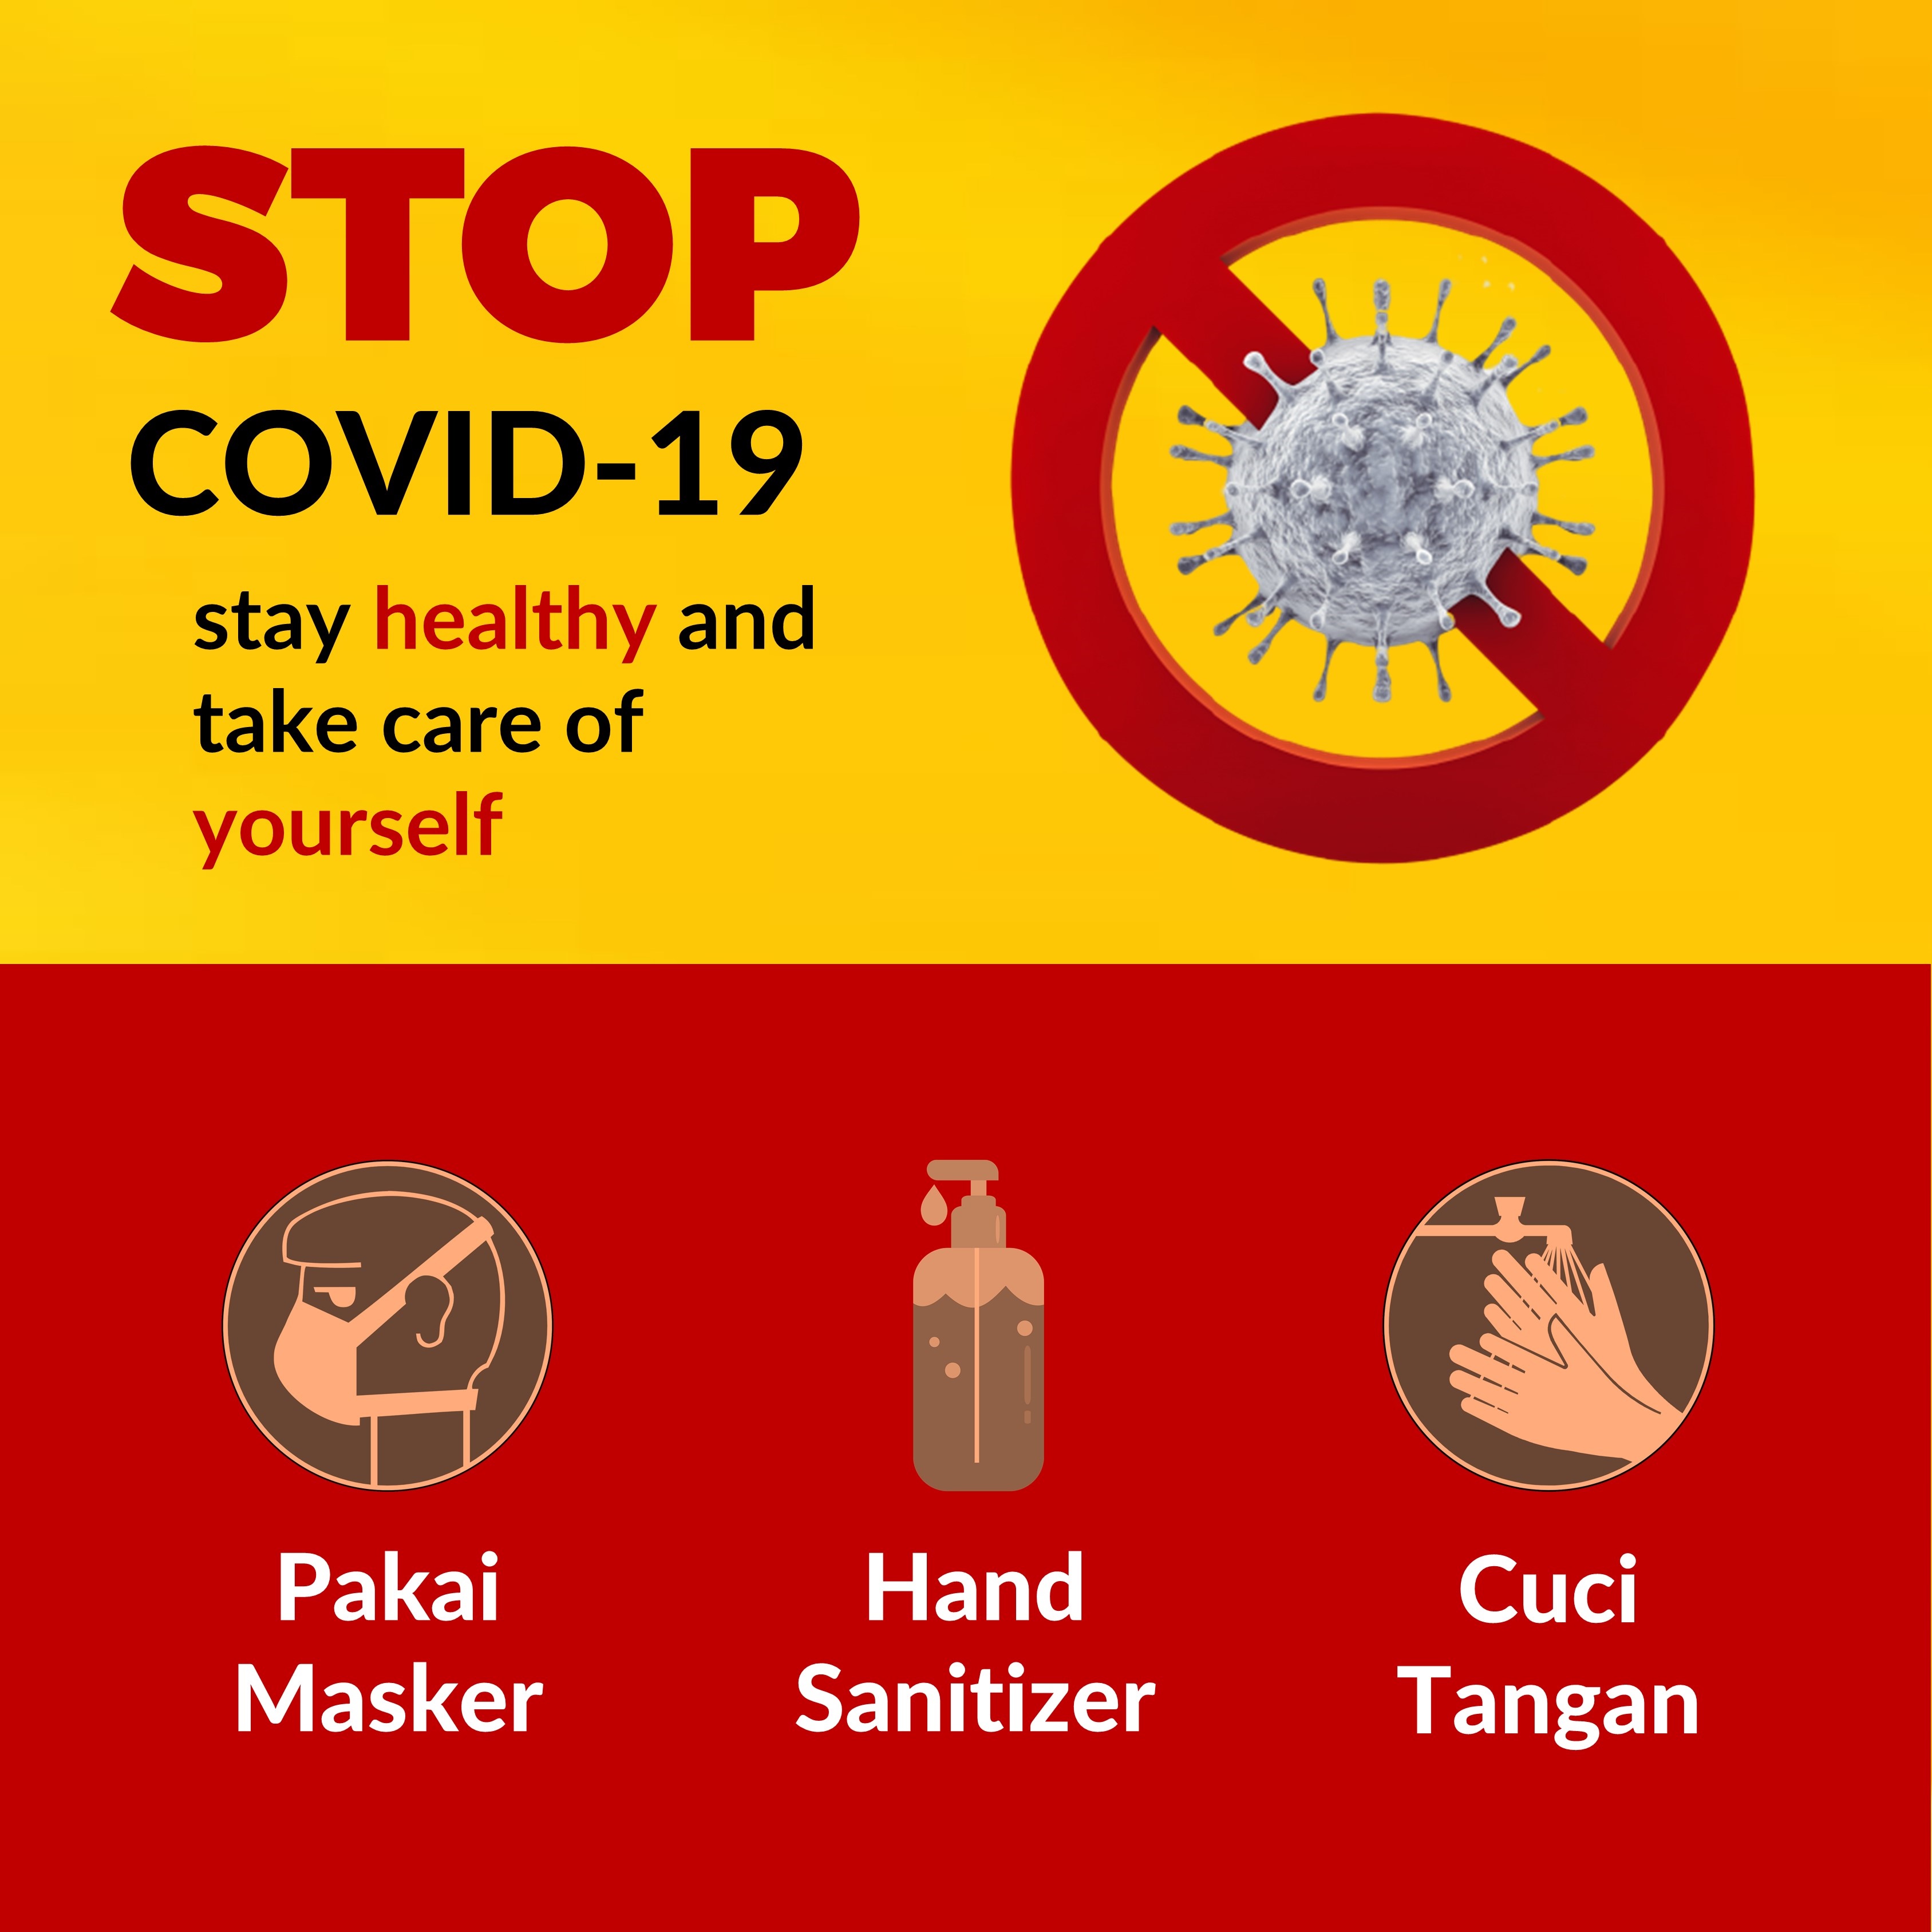 STOP
COVID-19
stay healthy and
take care of
yourself
Pakai
Masker
Hand
Sanitizer
Cuci
Tangan